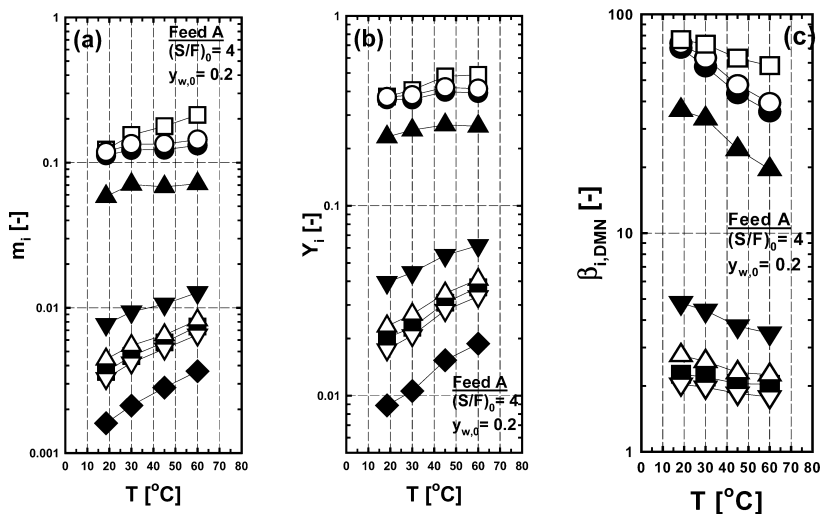 (a)
Feed A
(S/F)0= 4
yw,0= 0.2
1
0.1
0.01
0.001
mi [-]
0 10 20 30 40 50 60 70 80
T [°C]
(b)
Feed A
(S/F)0= 4
yw,0= 0.2
1
0.1
0.01
Yi [-]
0 10 20 30 40 50 60 70 80
T [°C]
(c)
Feed A
(S/F)0= 4
yw,0= 0.2
100
10
1
βi,DMN [-]
0 10 20 30 40 50 60 70 80
T [°C]